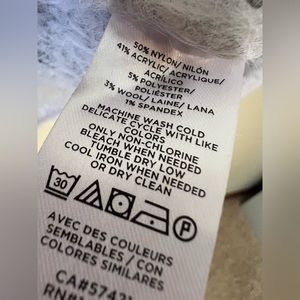 50% NYLON/ NILÓN
41% ACRYLIC/ ACRYLIQUE/
ACRÍLICO
5% POLYESTER/
POLIÉSTER
3% WOOL/ LAINE/ LANA
1% SPANDEX
MACHINE WASH COLD
DELICATE CYCLE WITH LIKE
COLORS
ONLY NON-CHLORINE
BLEACH WHEN NEEDED
TUMBLE DRY LOW
COOL IRON WHEN NEEDED
or DRY CLEAN
30
P
AVEC DES COULEURS
SEMBLABLES / CON
COLORES SIMILARES